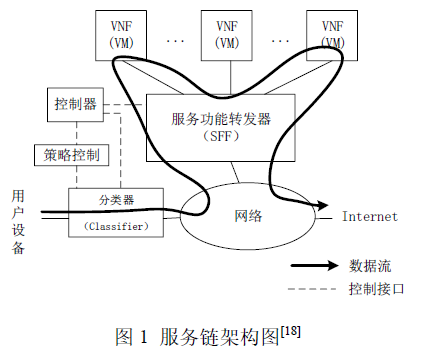 VNF
(VM)
VNF
(VM)
VNF
(VM)
...
...
控制器
服务功能转发器
(SFF)
策略控制
用户设备
分类器
(Classifier)
网络
Internet
数据流
控制接口
图 1 服务链架构图[18]